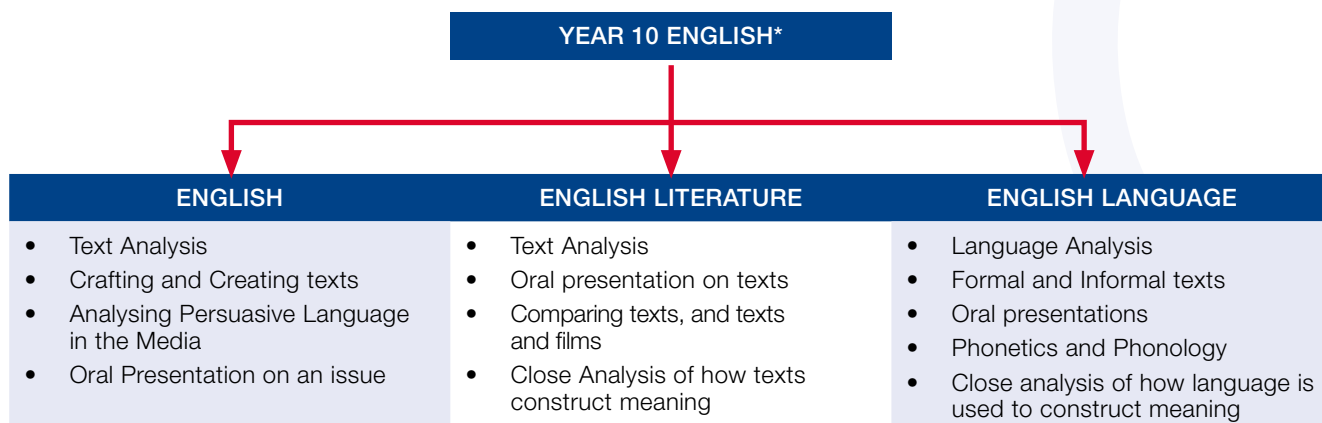 YEAR 10 ENGLISH*
ENGLISH
• Text Analysis
• Crafting and Creating texts
• Analysing Persuasive Language
in the Media
• Oral Presentation on an issue
ENGLISH LITERATURE
• Text Analysis
• Oral presentation on texts
• Comparing texts, and texts
and films
• Close Analysis of how texts
construct meaning
ENGLISH LANGUAGE
• Language Analysis
• Formal and Informal texts
• Oral presentations
• Phonetics and Phonology
• Close analysis of how language is
used to construct meaning